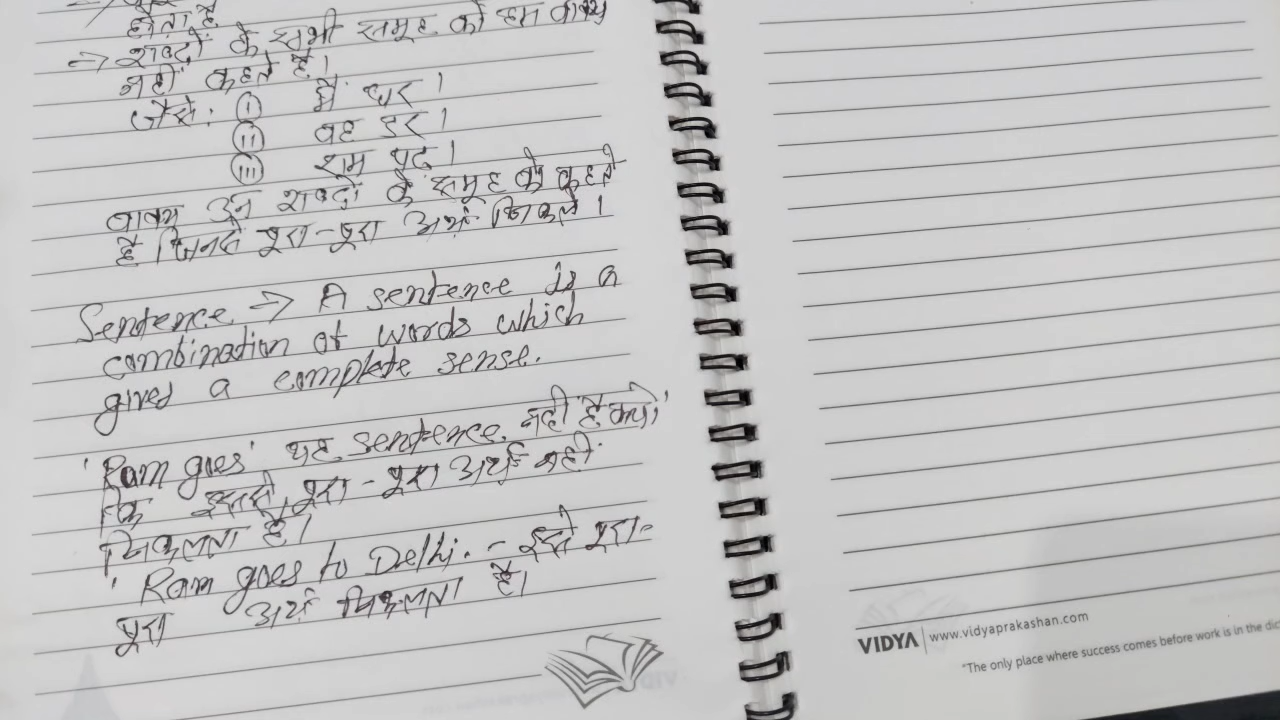 होता है
→ शब्दों के सभी समूह को हम वाक्य
नहीं कहते हैं।
जैसे: (i) मैं घर।
(ii) वह डर।
(iii) राम पढ़।
वाक्य उन शब्दों के समूह को कहते
हैं जिनसे पूरा-पूरा अर्थ निकले।
Sentence → A sentence is a
combination of words which
gives a complete sense.
'Ram goes' यह sentence नहीं है क्यों
कि इससे पूरा-पूरा अर्थ नहीं
निकलता है।
'Ram goes to Delhi. - इससे पूरा-
पूरा अर्थ निकलता है।
VIDYA | www.vidyaprakashan.com
"The only place where success comes before work is in the dic